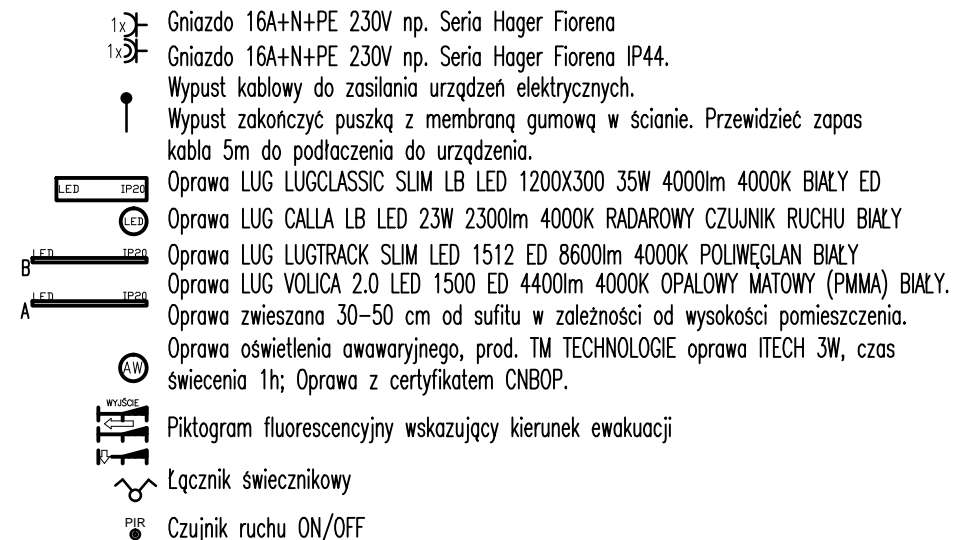 1x Gniazdo 16A+N+PE 230V np. Seria Hager Fiorena
1x Gniazdo 16A+N+PE 230V np. Seria Hager Fiorena IP44.
Wypust kablowy do zasilania urządzeń elektrycznych.
Wypust zakończyć puszką z membraną gumową w ścianie. Przewidzieć zapas
kabla 5m do podłaczenia do urządzenia.
LED IP20 Oprawa LUG LUGCLASSIC SLIM LB LED 1200X300 35W 4000lm 4000K BIAŁY ED
LED Oprawa LUG CALLA LB LED 23W 2300lm 4000K RADAROWY CZUJNIK RUCHU BIAŁY
B LED IP20 Oprawa LUG LUGTRACK SLIM LED 1512 ED 8600lm 4000K POLIWĘGLAN BIAŁY
A LED IP20 Oprawa LUG VOLICA 2.0 LED 1500 ED 4400lm 4000K OPALOWY MATOWY (PMMA) BIAŁY.
Oprawa zwieszana 30-50 cm od sufitu w zależności od wysokości pomieszczenia.
Oprawa oświetlenia awawaryjnego, prod. TM TECHNOLOGIE oprawa ITECH 3W, czas
AW świecenia 1h; Oprawa z certyfikatem CNBOP.
WYJŚCIE
Piktogram fluorescencyjny wskazujący kierunek ewakuacji
Łącznik świecznikowy
PIR Czujnik ruchu ON/OFF